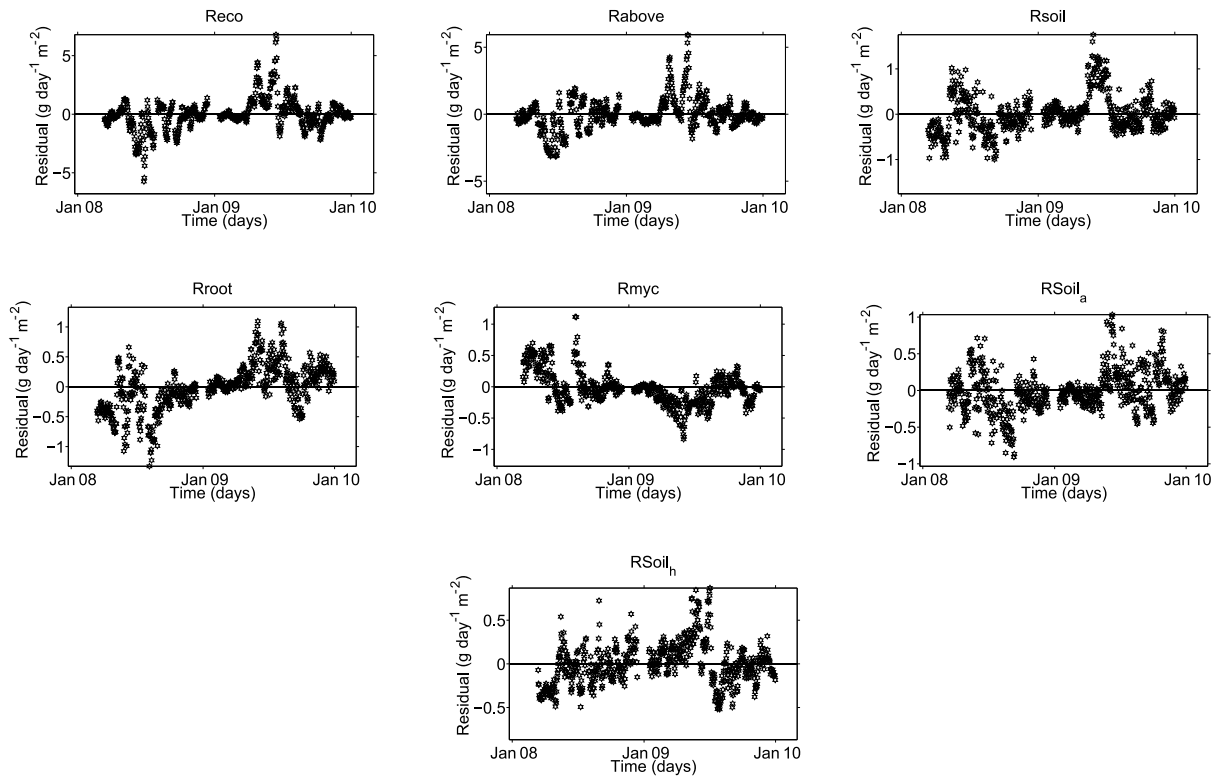 Reco
Residual (g day⁻¹ m⁻²)
5
0
−5
Jan 08
Jan 09
Jan 10
Time (days)
Rabove
Residual (g day⁻¹ m⁻²)
5
0
−5
Jan 08
Jan 09
Jan 10
Time (days)
Rsoil
Residual (g day⁻¹ m⁻²)
1
0
−1
Jan 08
Jan 09
Jan 10
Time (days)
Rroot
Residual (g day⁻¹ m⁻²)
1
0.5
0
−0.5
−1
Jan 08
Jan 09
Jan 10
Time (days)
Rmyc
Residual (g day⁻¹ m⁻²)
1
0.5
0
−0.5
−1
Jan 08
Jan 09
Jan 10
Time (days)
RSoilₐ
Residual (g day⁻¹ m⁻²)
1
0.5
0
−0.5
−1
Jan 08
Jan 09
Jan 10
Time (days)
RSoilₕ
Residual (g day⁻¹ m⁻²)
0.5
0
−0.5
Jan 08
Jan 09
Jan 10
Time (days)